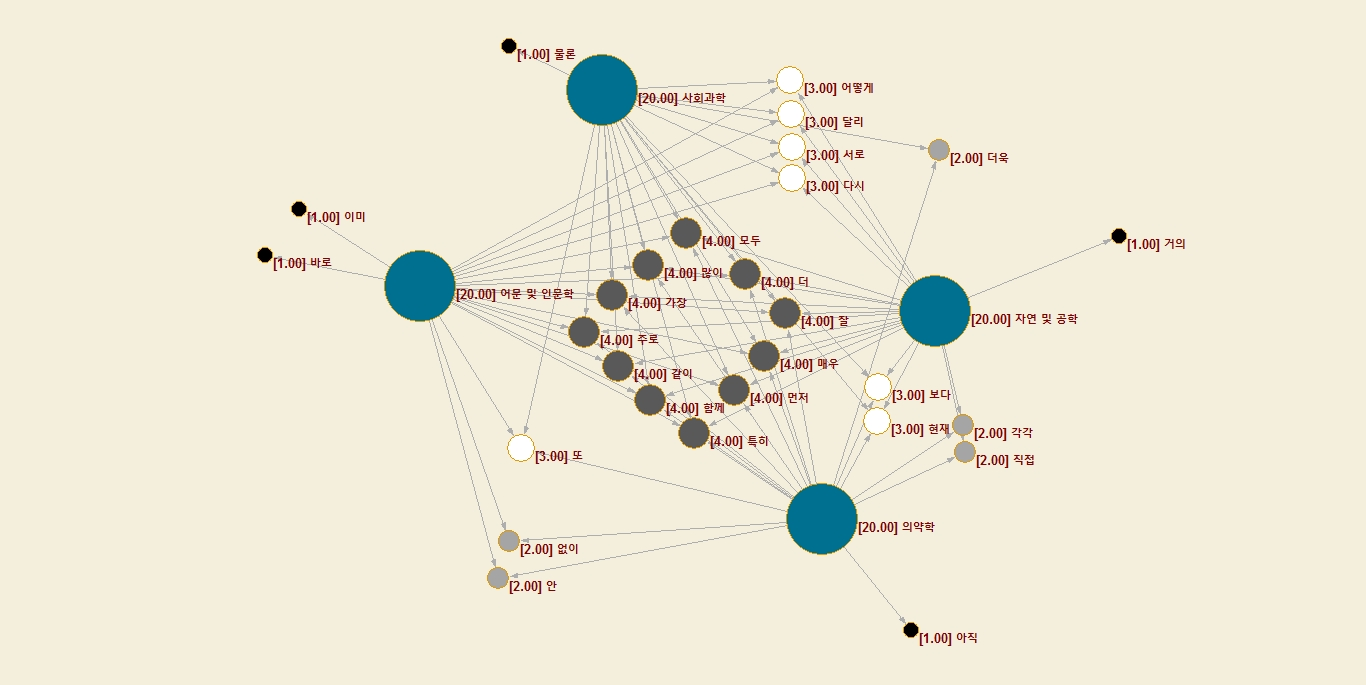 [1.00] 물론
[20.00] 사회과학
[3.00] 어떻게
[3.00] 달리
[3.00] 서로
[2.00] 더욱
[3.00] 다시
[1.00] 이미
[4.00] 모두
[1.00] 거의
[1.00] 바로
[4.00] 많이
[4.00] 더
[20.00] 어문 및 인문학
[4.00] 가장
[4.00] 잘
[20.00] 자연 및 공학
[4.00] 주로
[4.00] 매우
[4.00] 같이
[3.00] 보다
[4.00] 먼저
[4.00] 함께
[3.00] 현재
[2.00] 각각
[4.00] 특히
[3.00] 또
[2.00] 직접
[20.00] 의약학
[2.00] 없이
[2.00] 안
[1.00] 아직